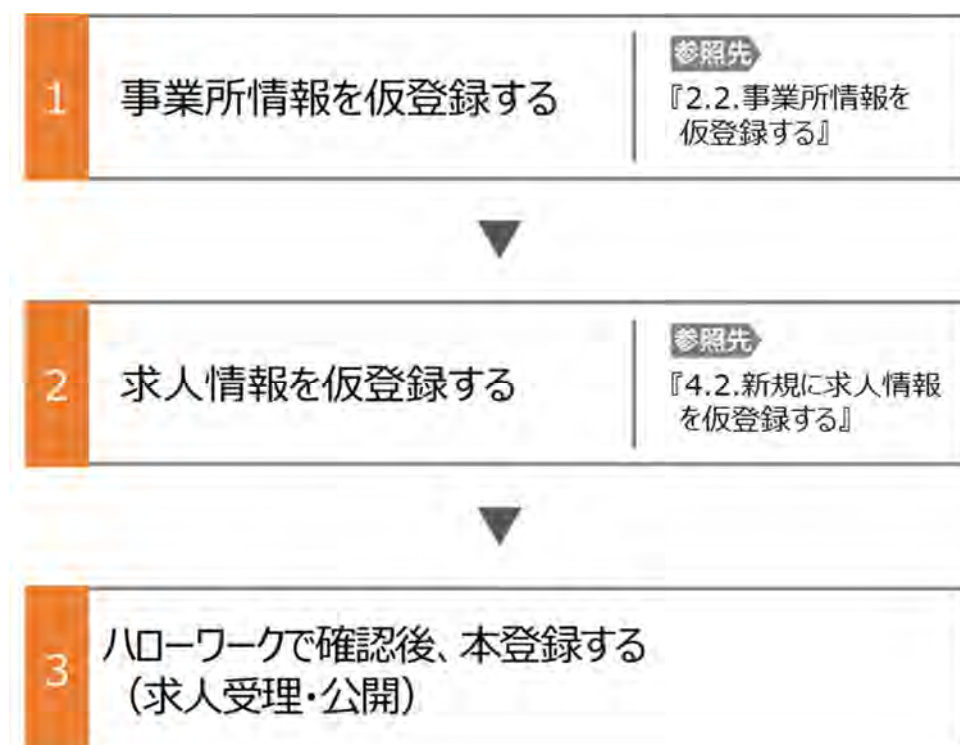 1
事業所情報を仮登録する
参照先
『2.2.事業所情報を
仮登録する』
2
求人情報を仮登録する
参照先
『4.2.新規に求人情報
を仮登録する』
3
ハローワークで確認後、本登録する
（求人受理・公開）